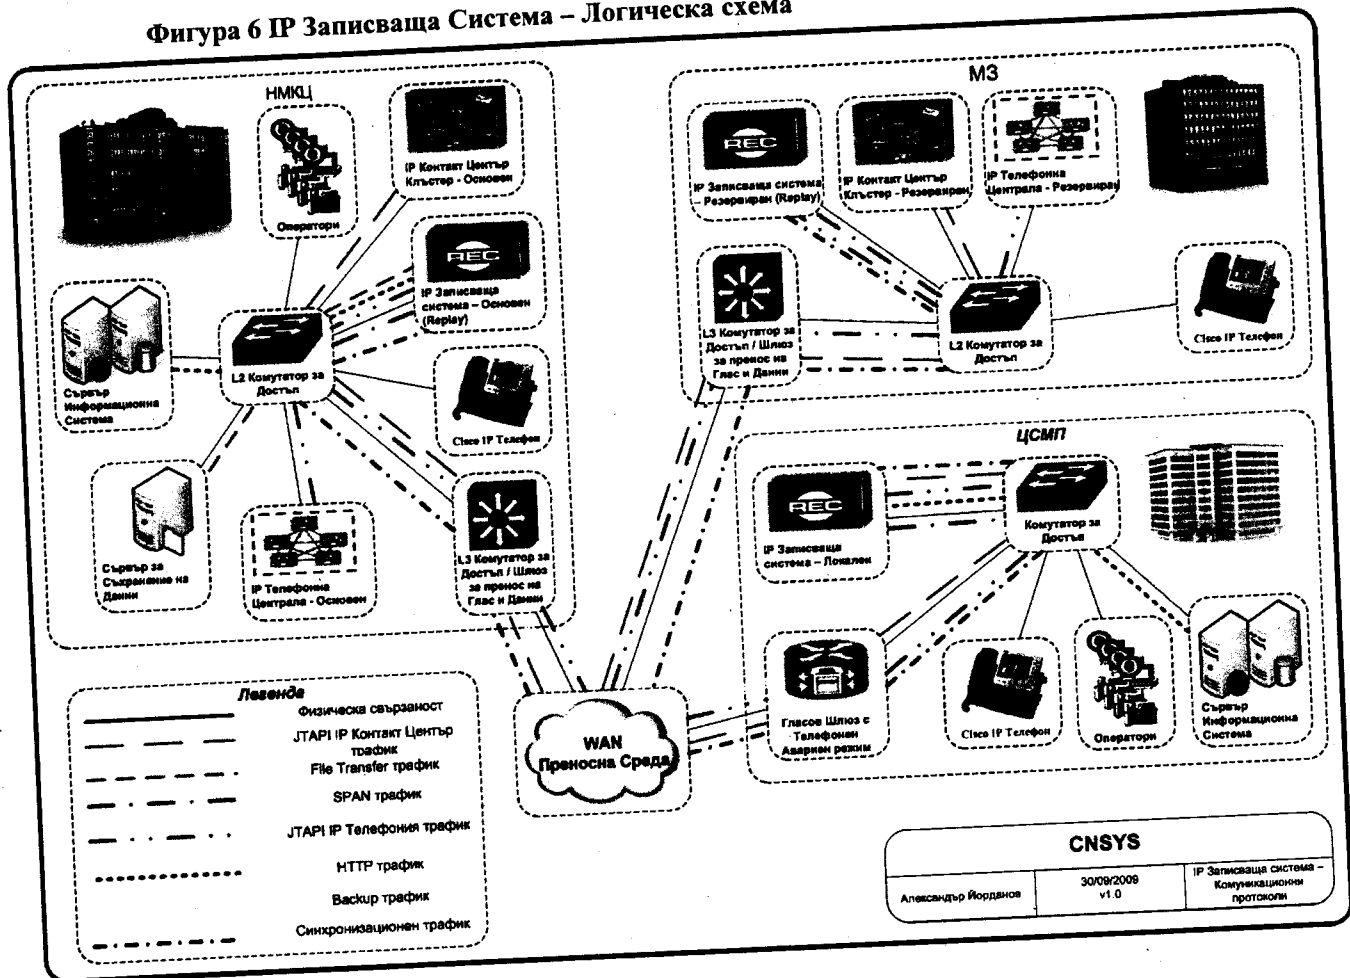 Фигура 6 IP Записваща Система – Логическа схема
НМКЦ
Оператори
IP Контакт Център
Клъстер - Основен
REC
IP Записваща
система – Основен
(Replay)
Сървър
Информационна
Система
L2 Комутатор за
Достъп
Cisco IP Телефон
Сървър за
Съхранение на
Данни
IP Телефонна
Централа - Основен
L3 Комутатор за
Достъп / Шлюз
за пренос на
Глас и Данни
МЗ
REC
IP Записваща система
– Резервиран (Replay)
IP Контакт Център
Клъстер - Резервиран
IP Телефонна
Централа - Резервиран
L3 Комутатор за
Достъп / Шлюз
за пренос на
Глас и Данни
L2 Комутатор за
Достъп
Cisco IP Телефон
ЦСМП
REC
IP Записваща
система – Локален
Комутатор за
Достъп
Гласов Шлюз с
Телефонен
Авариен режим
Cisco IP Телефон
Оператори
Сървър
Информационна
Система
WAN
Преносна Среда
Легенда
Физическа свързаност
JTAPI IP Контакт Център
трафик
File Transfer трафик
SPAN трафик
JTAPI IP Телефония трафик
HTTP трафик
Backup трафик
Синхронизационен трафик
CNSYS
Александър Йорданов
30/09/2009
v1.0
IP Записваща система –
Комуникационни
протоколи